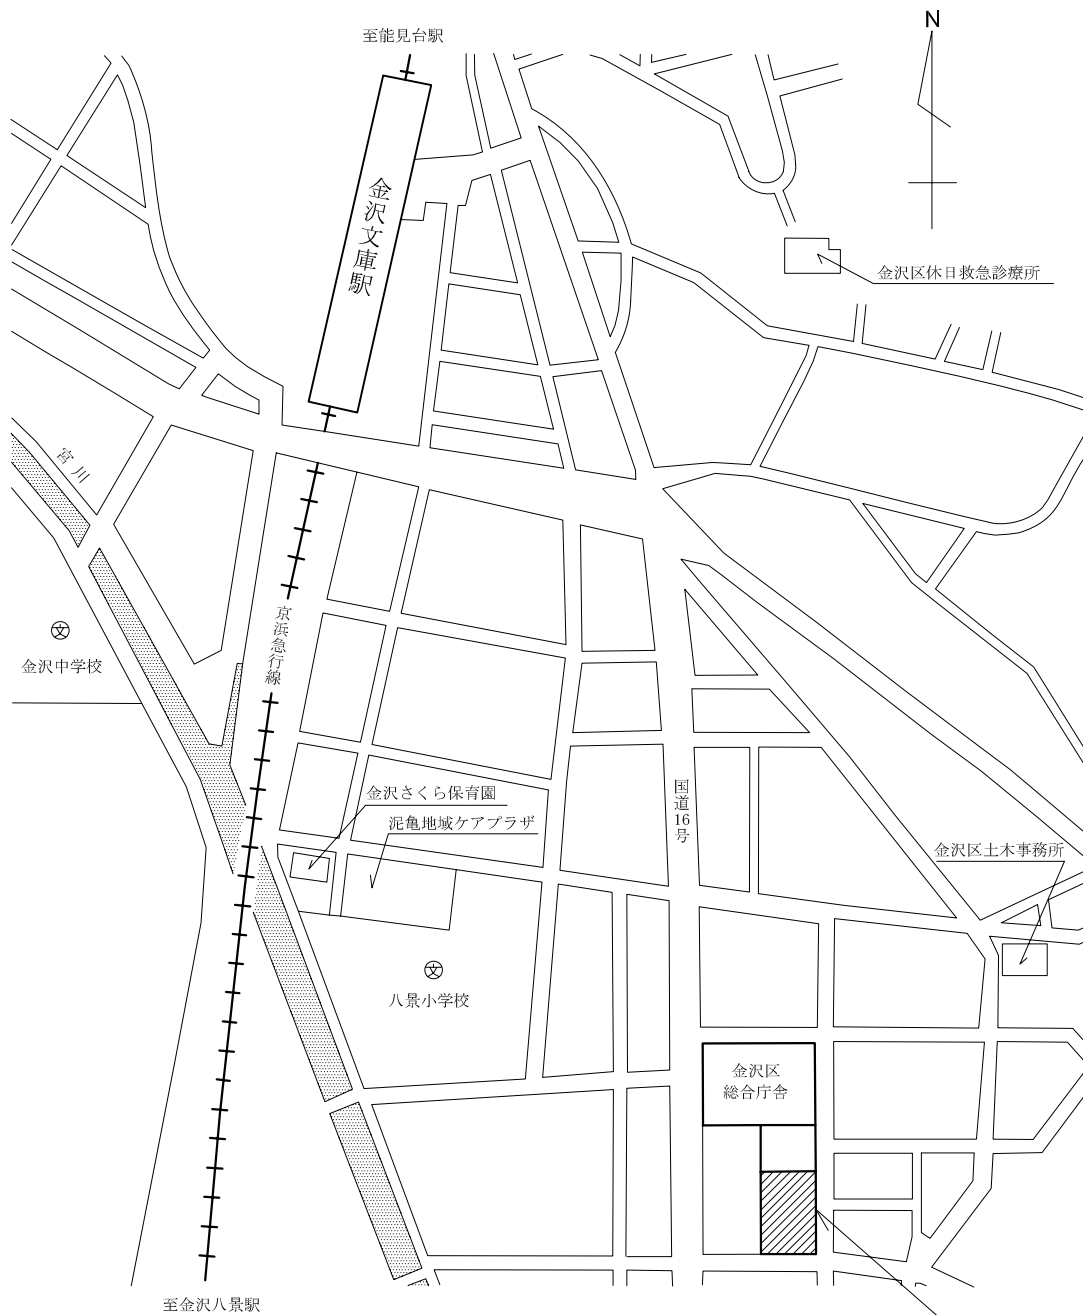 至能見台駅
N
金沢文庫駅
金沢区休日救急診療所
宮川
京浜急行線
文
金沢中学校
金沢さくら保育園
泥亀地域ケアプラザ
国道16号
金沢区土木事務所
文
八景小学校
金沢区
総合庁舎
至金沢八景駅